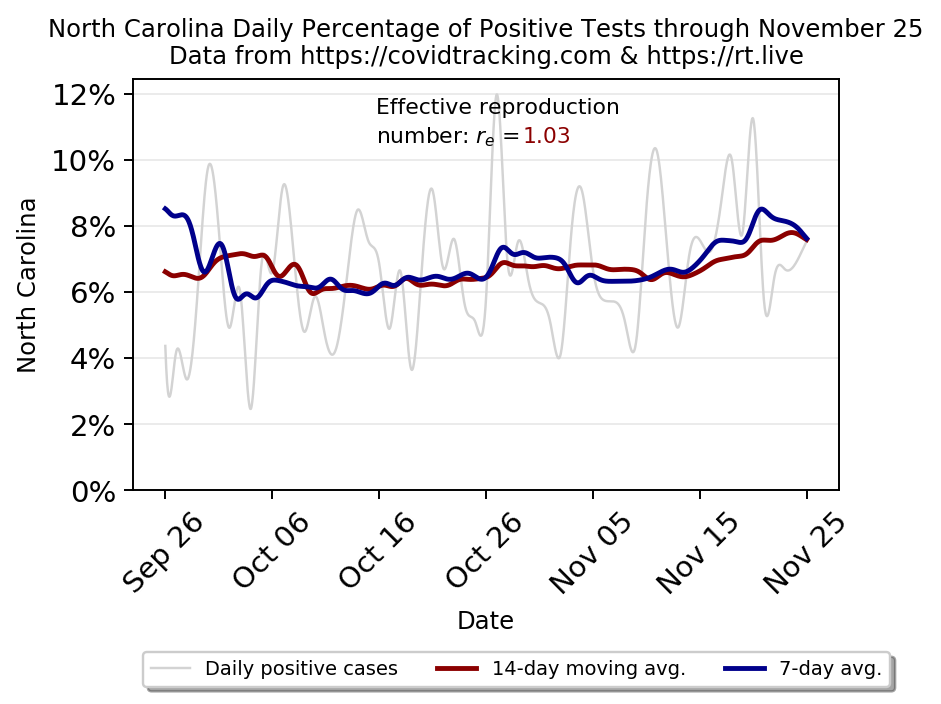 North Carolina Daily Percentage of Positive Tests through November 25
Data from https://covidtracking.com & https://rt.live
12%
10%
8%
6%
4%
2%
0%
North Carolina
Effective reproduction
number: rₑ =1.03
Sep 26
Oct 06
Oct 16
Oct 26
Nov 05
Nov 15
Nov 25
Date
Daily positive cases
14-day moving avg.
7-day avg.